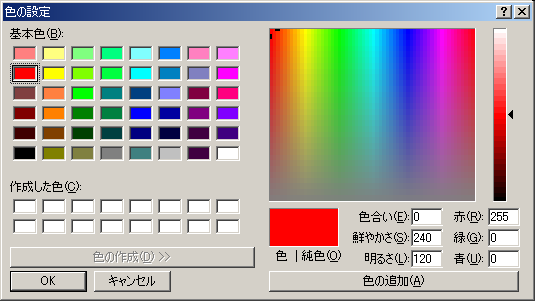 色の設定
基本色(B):
作成した色(C):
色の作成(D) >>
OK キャンセル
色 | 純色(O)
色合い(E): 0 赤(R): 255
鮮やかさ(S): 240 緑(G): 0
明るさ(L): 120 青(U): 0
色の追加(A)